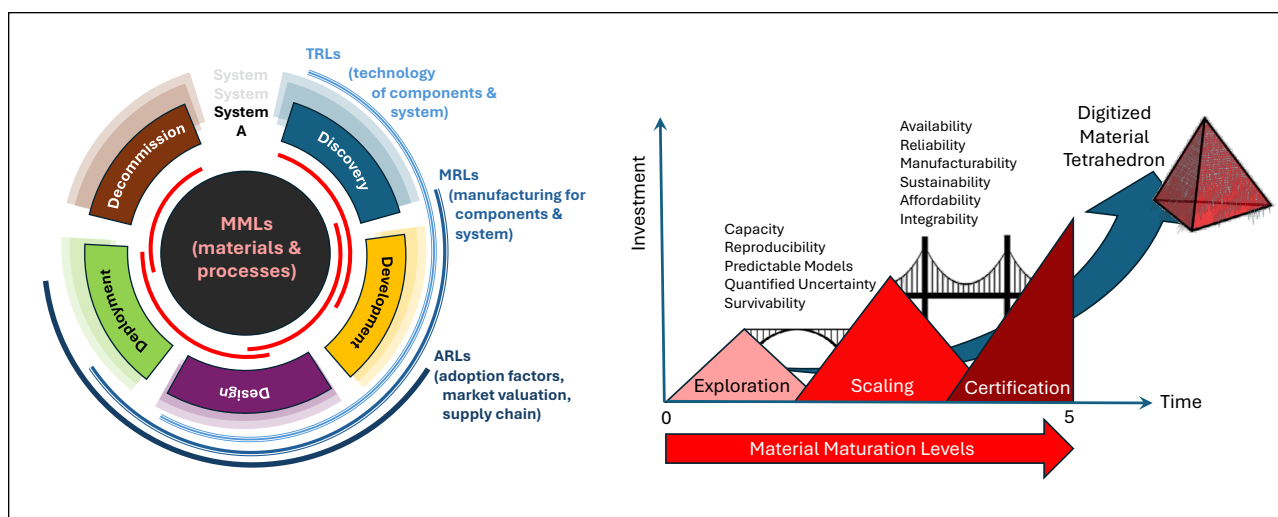 System
System
System
A
TRLs
(technology
of components &
system)
MRLs
(manufacturing for
components &
system)
ARLs
(adoption factors,
market valuation,
supply chain)
Decommission
Discovery
Development
Design
Deployment
MMLs
(materials &
processes)
Investment
Capacity
Reproducibility
Predictable Models
Quantified Uncertainty
Survivability
Availability
Reliability
Manufacturability
Sustainability
Affordability
Integrability
Digitized
Material
Tetrahedron
Exploration
Scaling
Certification
0
5
Time
Material Maturation Levels